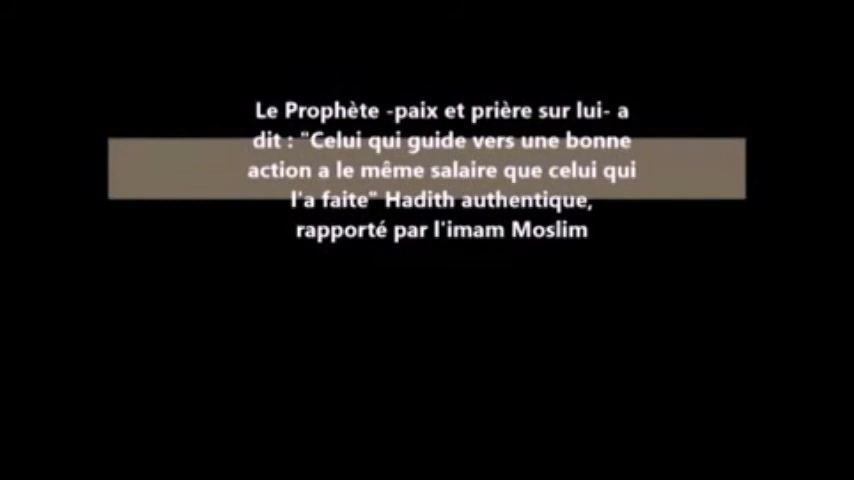 Le Prophète -paix et prière sur lui- a
dit : "Celui qui guide vers une bonne
action a le même salaire que celui qui
l'a faite" Hadith authentique,
rapporté par l'imam Moslim